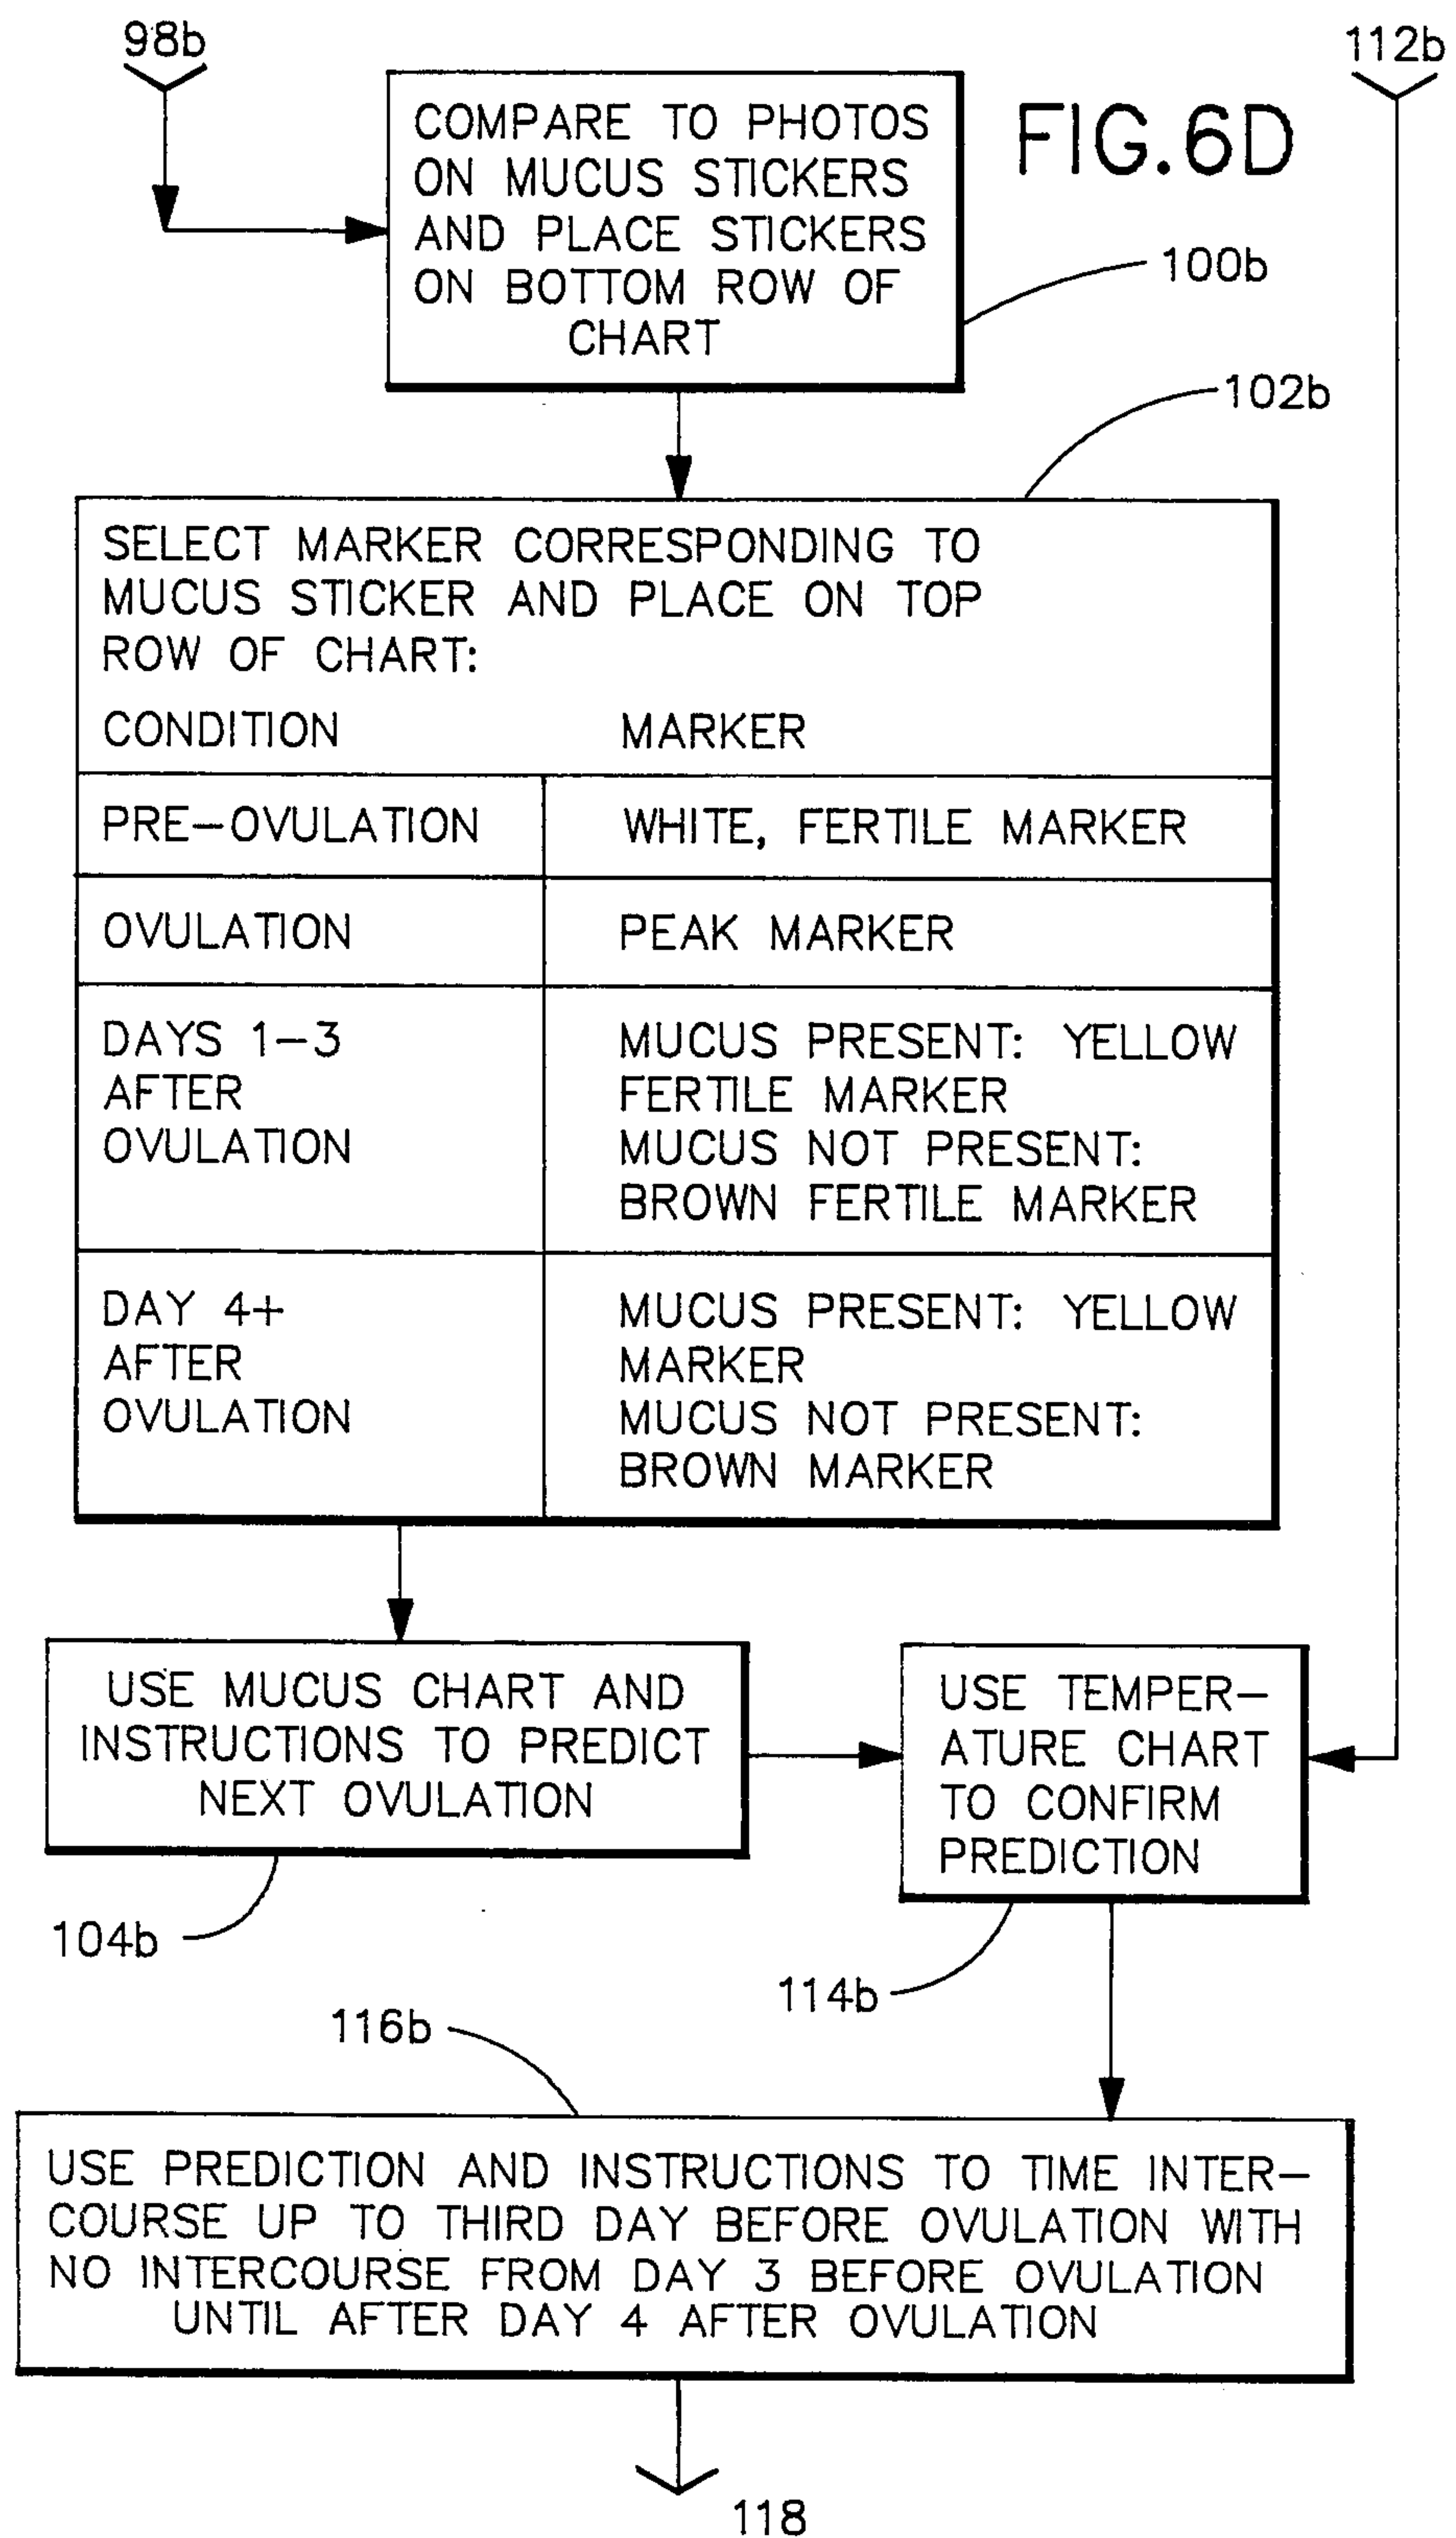 98b
112b
FIG.6D
COMPARE TO PHOTOS
ON MUCUS STICKERS
AND PLACE STICKERS
ON BOTTOM ROW OF
CHART
100b
102b
SELECT MARKER CORRESPONDING TO
MUCUS STICKER AND PLACE ON TOP
ROW OF CHART:
CONDITION MARKER
PRE-OVULATION WHITE, FERTILE MARKER
OVULATION PEAK MARKER
DAYS 1-3
AFTER
OVULATION
MUCUS PRESENT: YELLOW
FERTILE MARKER
MUCUS NOT PRESENT:
BROWN FERTILE MARKER
DAY 4+
AFTER
OVULATION
MUCUS PRESENT: YELLOW
MARKER
MUCUS NOT PRESENT:
BROWN MARKER
USE MUCUS CHART AND
INSTRUCTIONS TO PREDICT
NEXT OVULATION
104b
USE TEMPER-
ATURE CHART
TO CONFIRM
PREDICTION
114b
116b
USE PREDICTION AND INSTRUCTIONS TO TIME INTER-
COURSE UP TO THIRD DAY BEFORE OVULATION WITH
NO INTERCOURSE FROM DAY 3 BEFORE OVULATION
UNTIL AFTER DAY 4 AFTER OVULATION
118